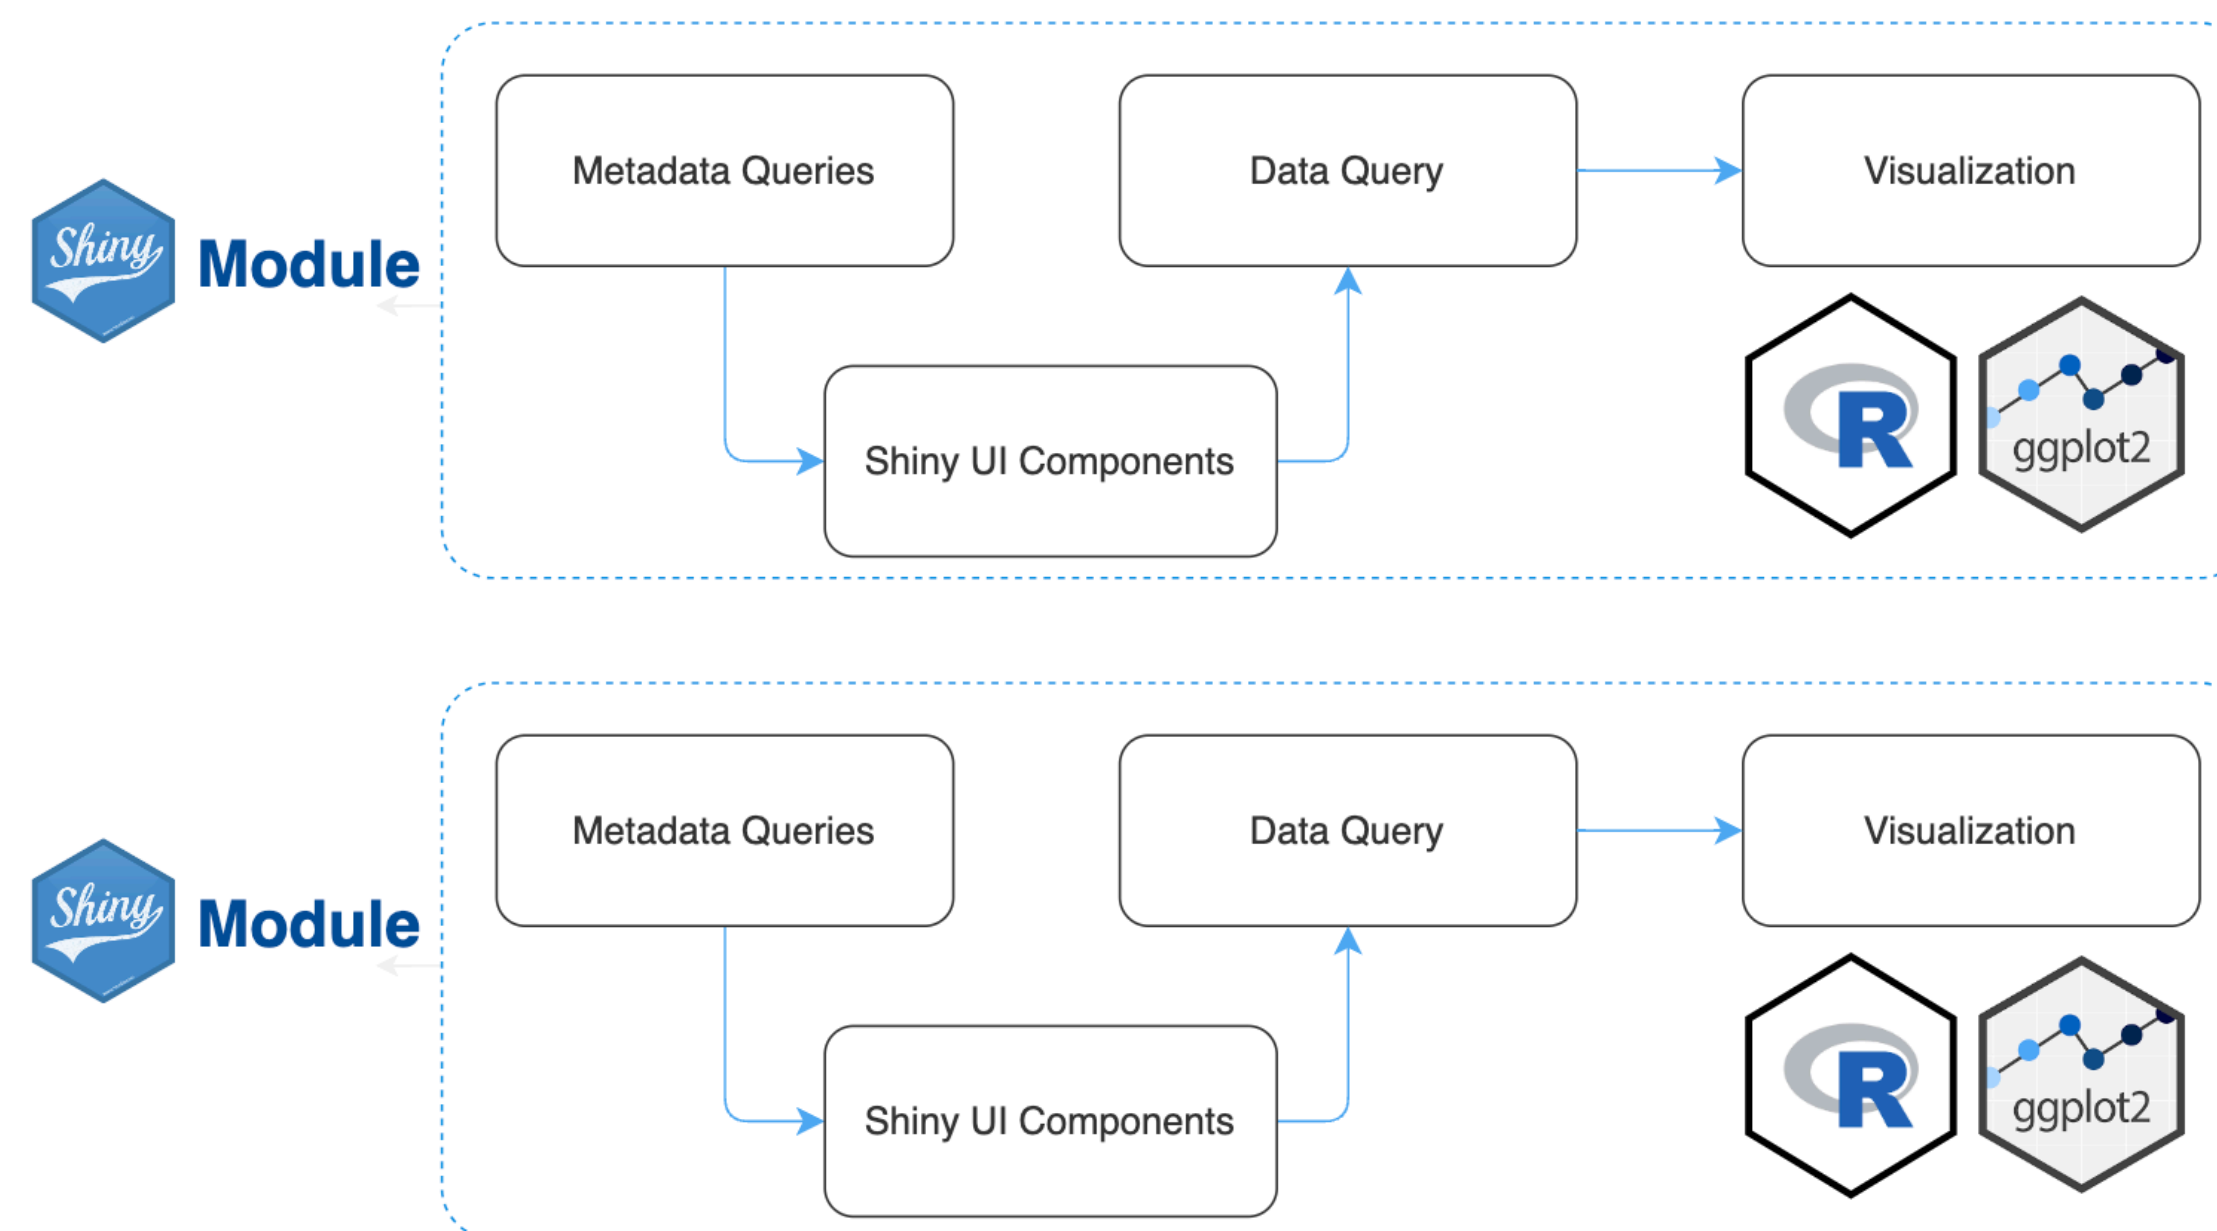 Metadata Queries
Data Query
Visualization
Shiny
Module
Shiny UI Components
R
ggplot2
Metadata Queries
Data Query
Visualization
Shiny
Module
Shiny UI Components
R
ggplot2